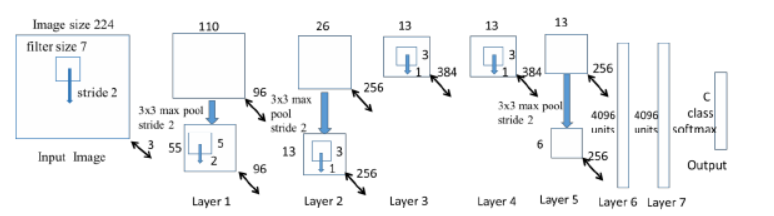 Image size 224
filter size 7
stride 2
3
Input Image
110
96
3x3 max pool
stride 2
55
5
2
96
Layer 1
26
256
3x3 max
pool
stride 2
13
3
1
256
Layer 2
13
3
1
384
Layer 3
13
3
1
384
Layer 4
13
256
3x3 max pool
stride 2
6
256
Layer 5
4096
units
Layer 6
4096
units
Layer 7
C
class
softmax
Output